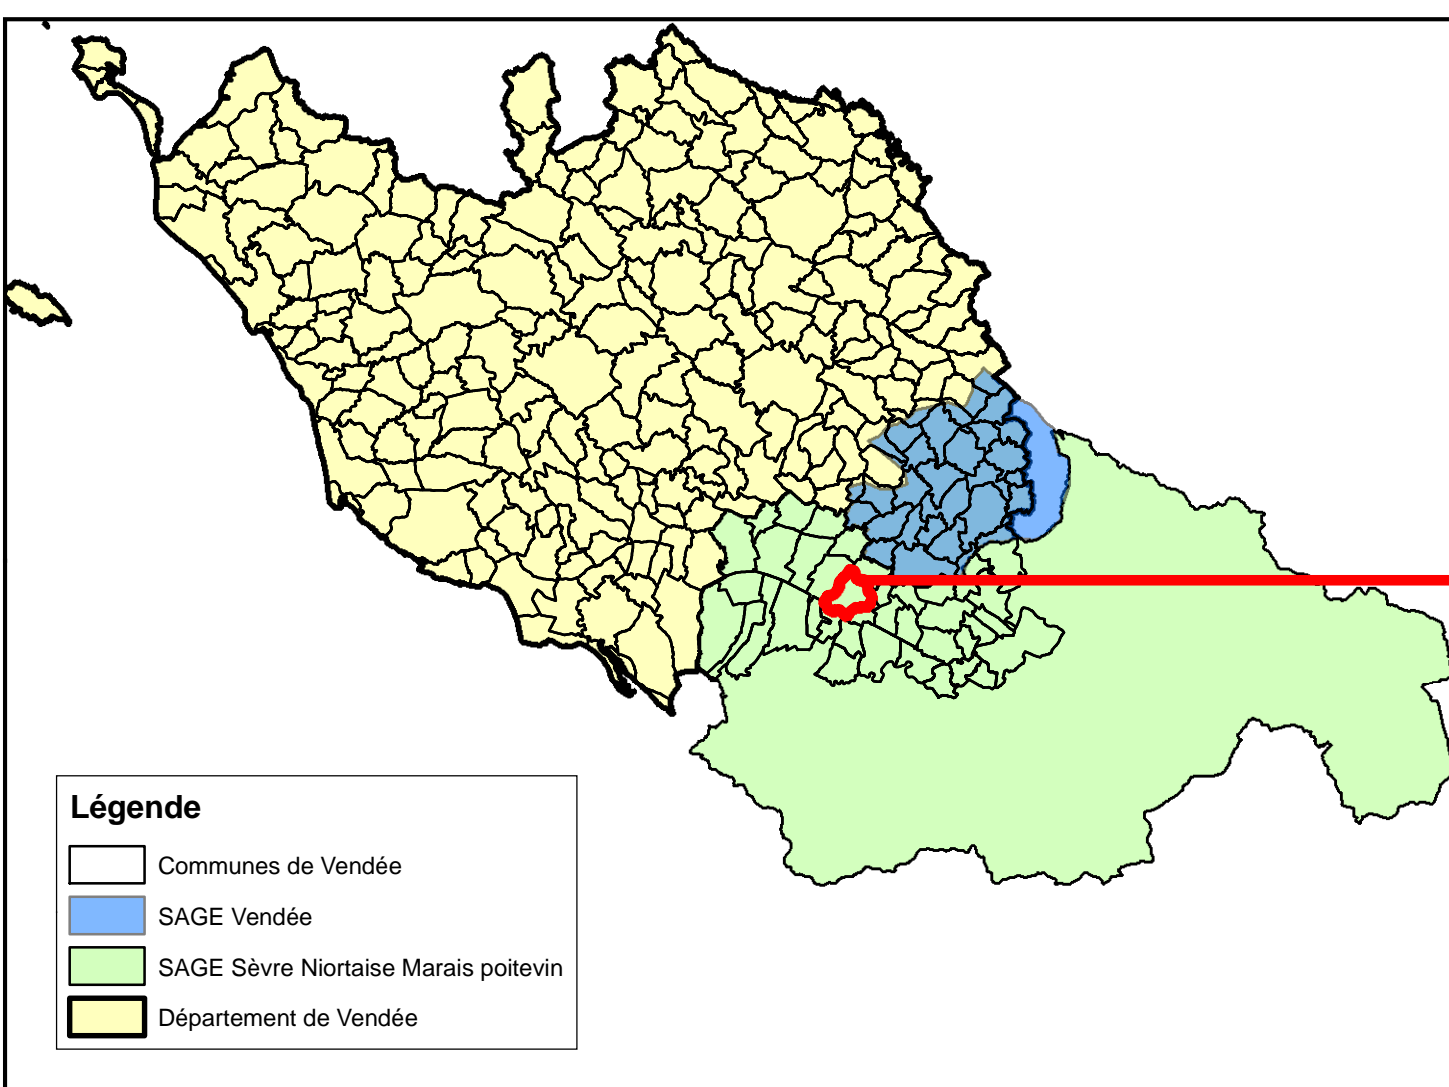 Légende
Communes de Vendée
SAGE Vendée
SAGE Sèvre Niortaise Marais poitevin
Département de Vendée